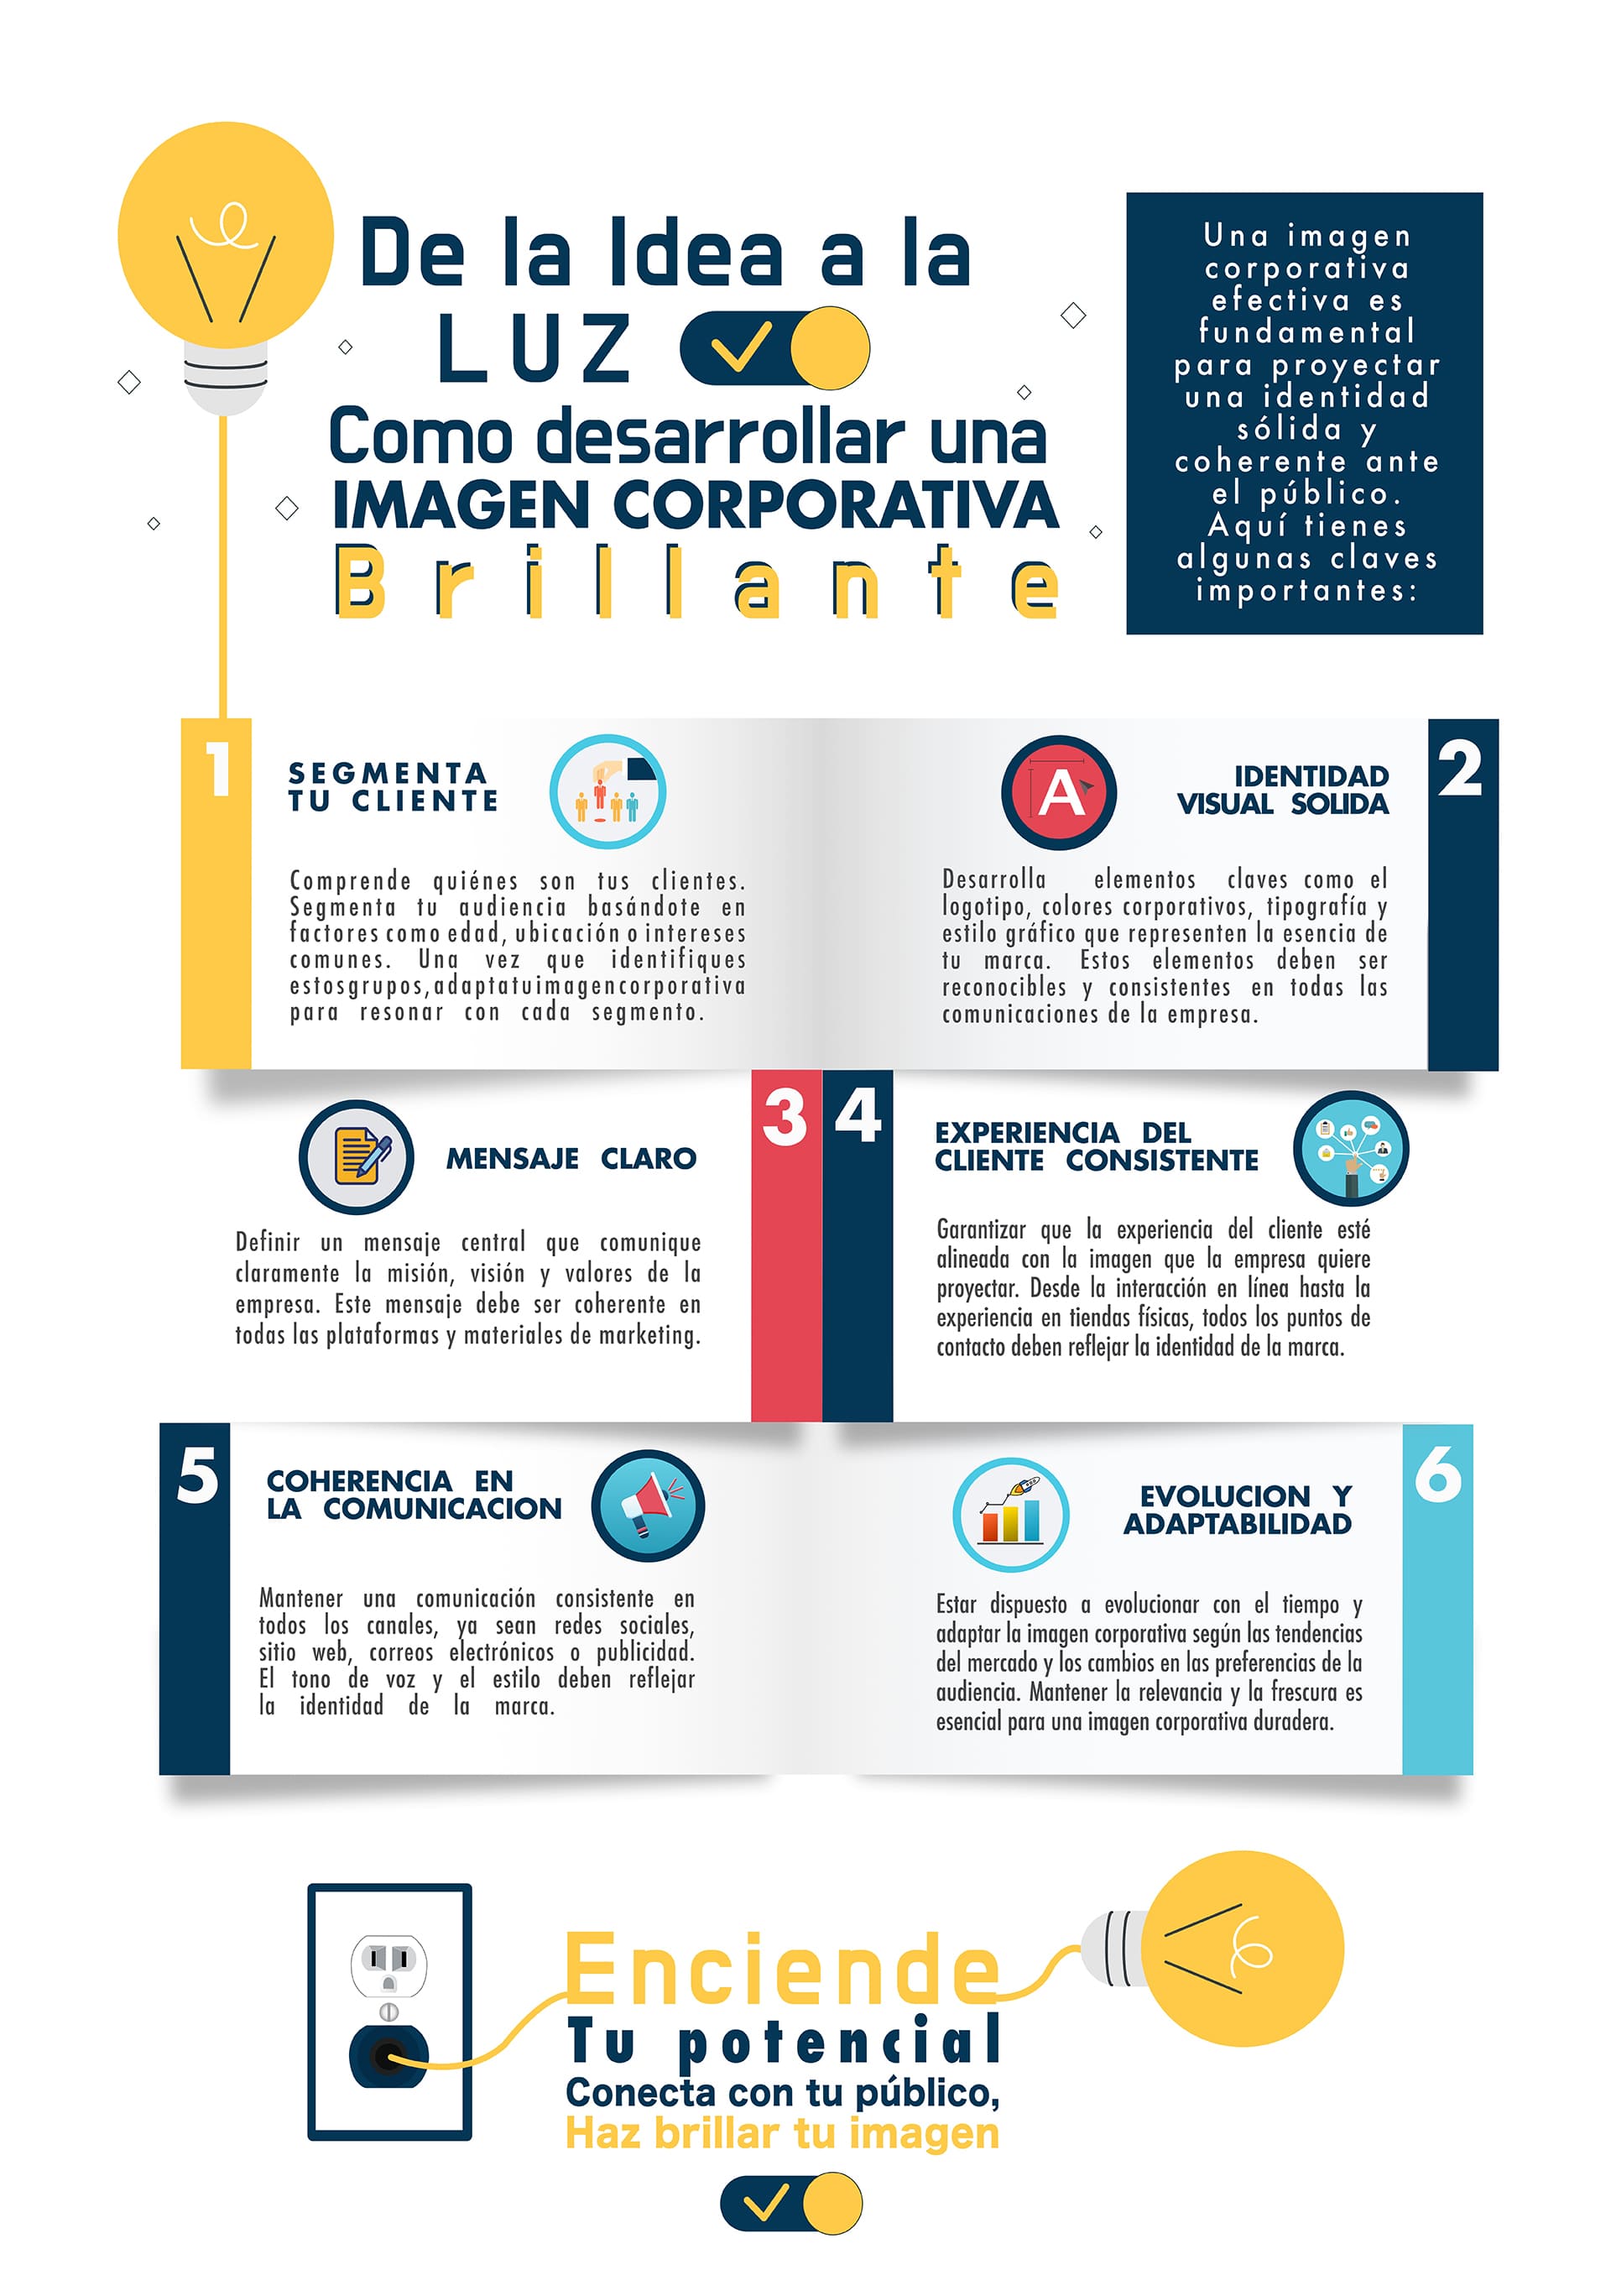 De la Idea a la
LUZ
Como desarrollar una
IMAGEN CORPORATIVA
Brillante
Una imagen
corporativa
efectiva es
fundamental
para proyectar
una identidad
sólida y
coherente ante
el público.
Aquí tienes
algunas claves
importantes:
1
SEGMENTA
TU CLIENTE
Comprende quiénes son tus clientes.
Segmenta tu audiencia basándote en
factores como edad, ubicación o intereses
comunes. Una vez que identifiques
estos grupos, adapta tu imagen corporativa
para resonar con cada segmento.
2
A
IDENTIDAD
VISUAL SOLIDA
Desarrolla elementos claves como el
logotipo, colores corporativos, tipografía y
estilo gráfico que representen la esencia de
tu marca. Estos elementos deben ser
reconocibles y consistentes en todas las
comunicaciones de la empresa.
3
MENSAJE CLARO
Definir un mensaje central que comunique
claramente la misión, visión y valores de la
empresa. Este mensaje debe ser coherente en
todas las plataformas y materiales de marketing.
4
EXPERIENCIA DEL
CLIENTE CONSISTENTE
Garantizar que la experiencia del cliente esté
alineada con la imagen que la empresa quiere
proyectar. Desde la interacción en línea hasta la
experiencia en tiendas físicas, todos los puntos de
contacto deben reflejar la identidad de la marca.
5
COHERENCIA EN
LA COMUNICACION
Mantener una comunicación consistente en
todos los canales, ya sean redes sociales,
sitio web, correos electrónicos o publicidad.
El tono de voz y el estilo deben reflejar
la identidad de la marca.
6
EVOLUCION Y
ADAPTABILIDAD
Estar dispuesto a evolucionar con el tiempo y
adaptar la imagen corporativa según las tendencias
del mercado y los cambios en las preferencias de la
audiencia. Mantener la relevancia y la frescura es
esencial para una imagen corporativa duradera.
Enciende
Tu potencial
Conecta con tu público,
Haz brillar tu imagen